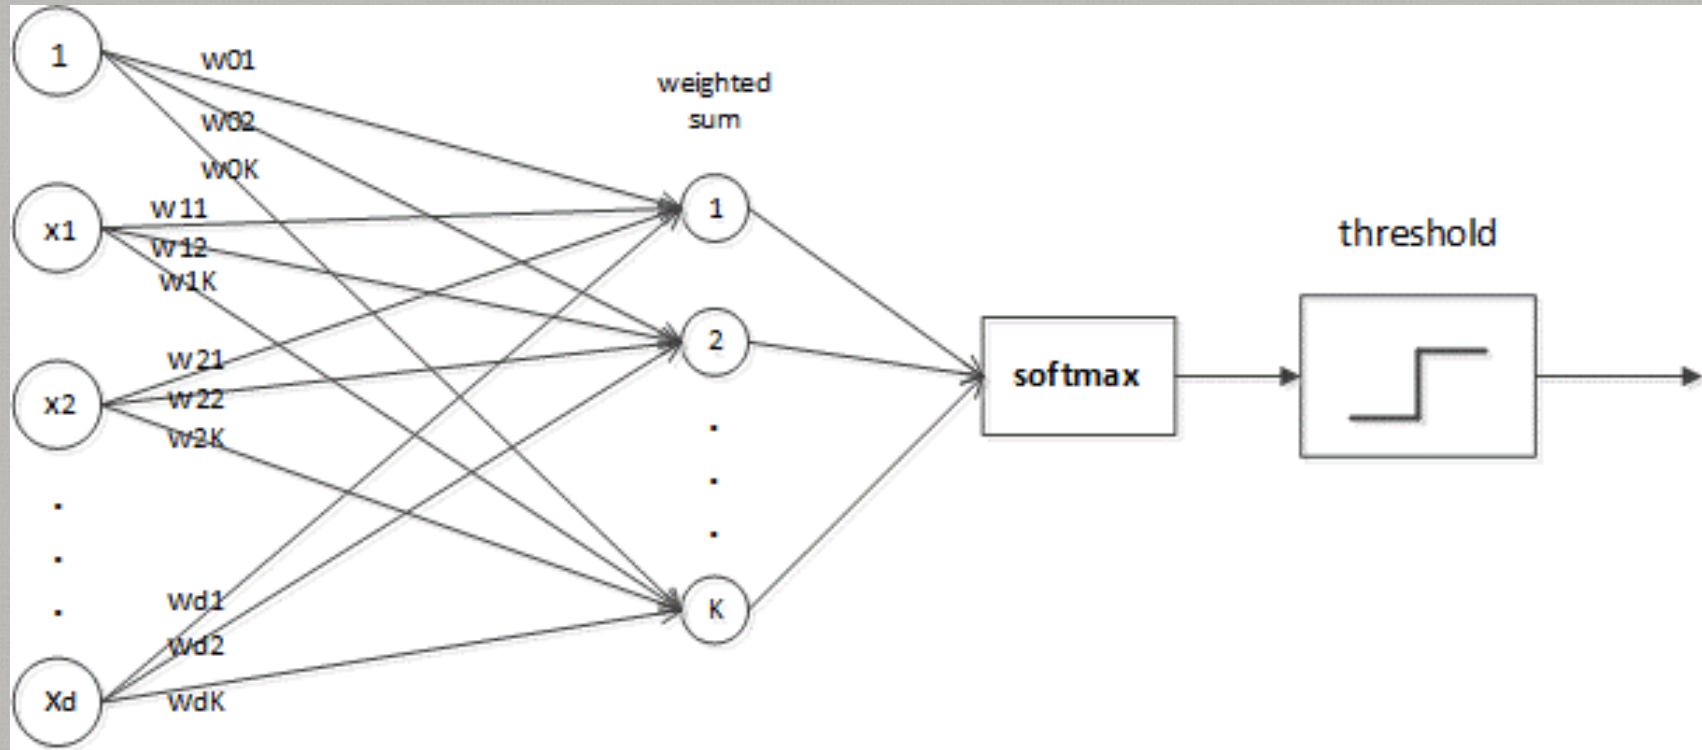 1
w01
weighted
sum
w02
w0K
x1
w11
1
w12
w1K
threshold
2
x2
w21
w22
w2K
softmax
.
.
.
.
.
.
wd1
K
wd2
Xd
wdK